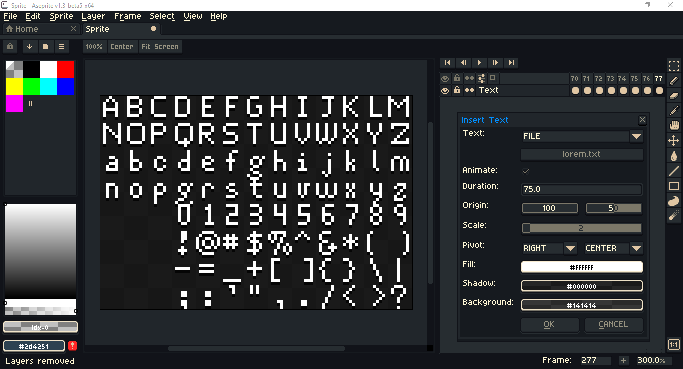 Sprite - Aseprite v1.3-beta5-x64
File Edit Sprite Layer Frame Select View Help
Home
Sprite
100% Center Fit Screen
70 71 72 73 74 75 76 77
Text
ABCDEFGHIJKLM
NOPQRSTUVWXYZ
abcdefghijklm
nopqrstuvwxyz
0123456789
!@#$%^&*()
-=_+[]{}\|
;:'",./<>?
Insert Text
Text: FILE
lorem.txt
Animate:
Duration: 75.0
Origin: 100 50
Scale: 2
Pivot: RIGHT CENTER
Fill: #FFFFFF
Shadow: #000000
Background: #141414
OK CANCEL
Idx-0
#2d4251
1:1
Layers removed
Frame: 277 + 300.0%